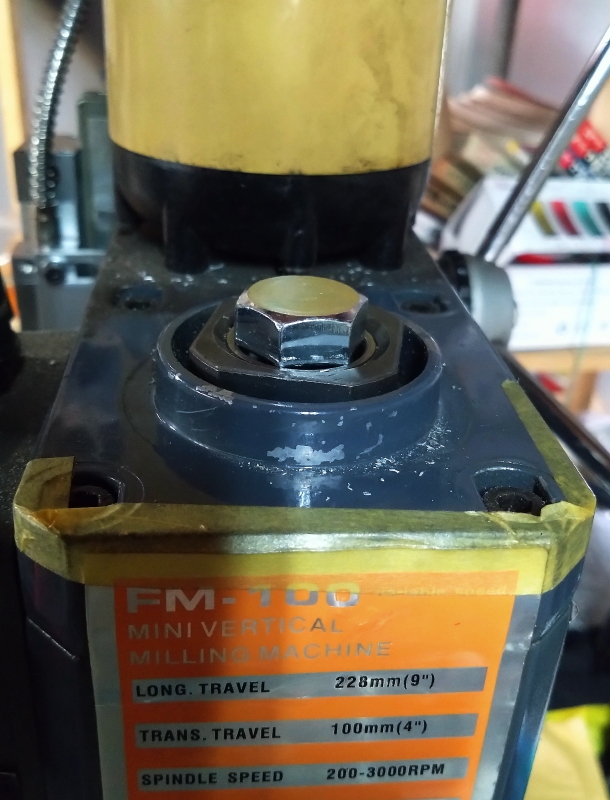 FM-100
MINI VERTICAL
MILLING MACHINE
LONG. TRAVEL 228mm(9")
TRANS. TRAVEL 100mm(4")
SPINDLE SPEED 200-3000RPM